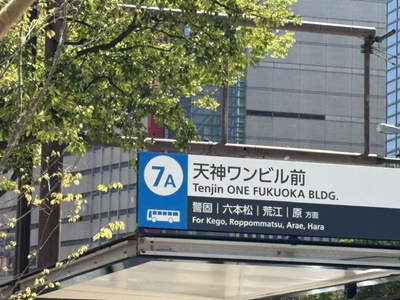 7A
天神ワンビル前
Tenjin ONE FUKUOKA BLDG.
警固｜六本松｜荒江｜原 方面
For Kego, Roppommatsu, Arae, Hara